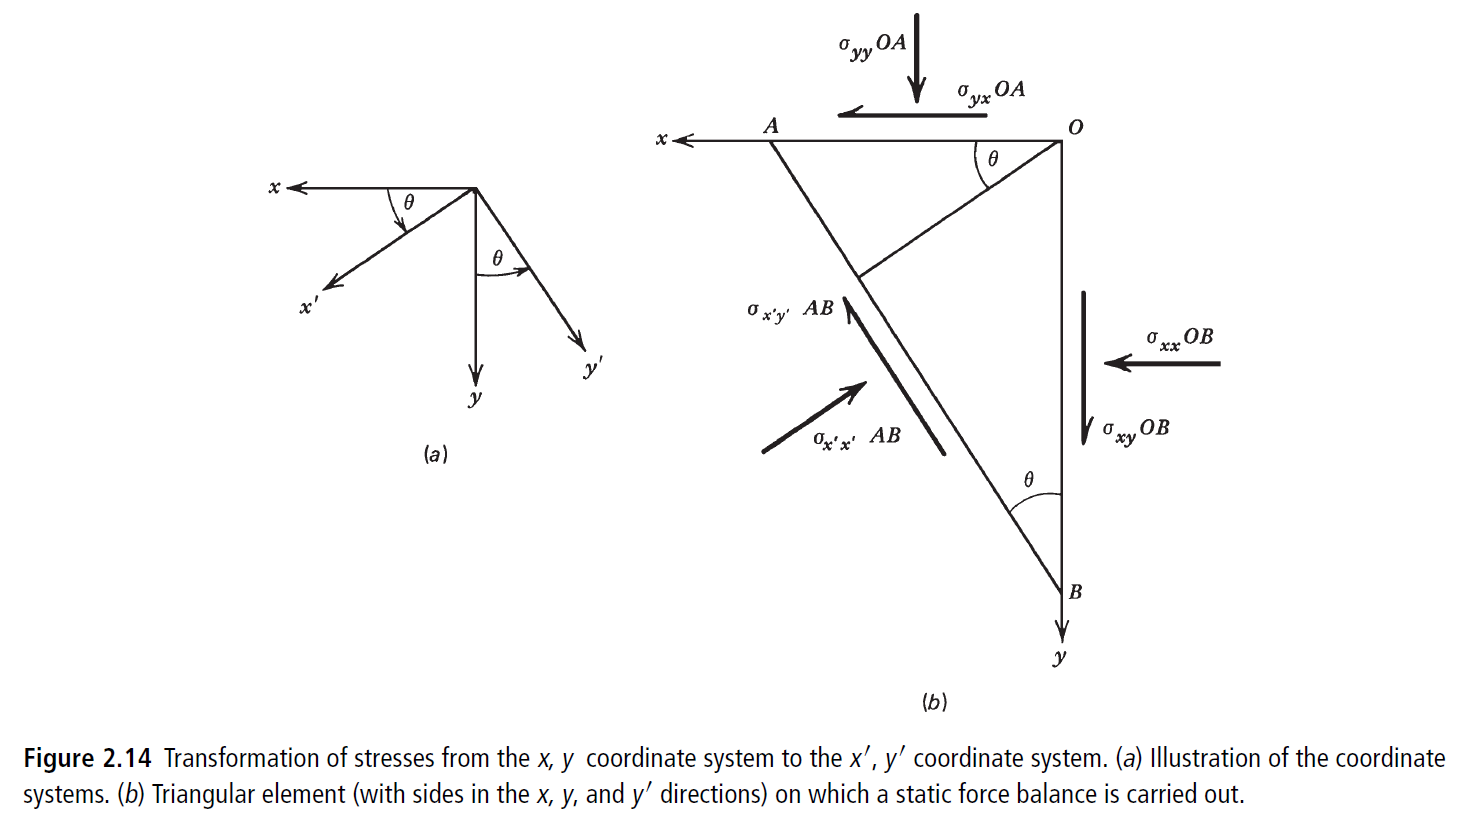 x
θ
x′
θ
y
y′
(a)
σyy OA
σyx OA
x
A
O
θ
σx′y′ AB
σxx OB
σx′x′ AB
σxy OB
θ
B
y
(b)
Figure 2.14 Transformation of stresses from the x, y coordinate system to the x′, y′ coordinate system. (a) Illustration of the coordinate
systems. (b) Triangular element (with sides in the x, y, and y′ directions) on which a static force balance is carried out.